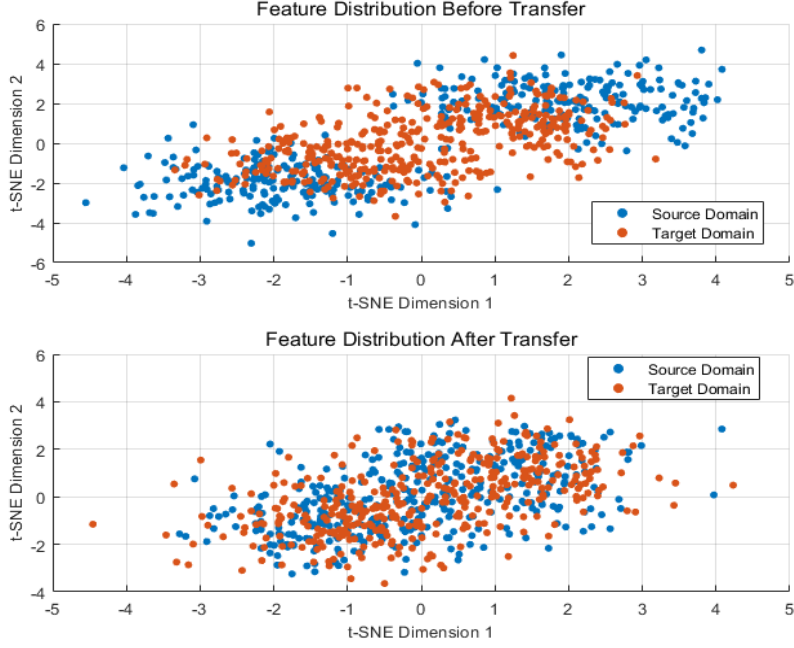 Feature Distribution Before Transfer
6
4
2
0
-2
-4
-6
t-SNE Dimension 2
Source Domain
Target Domain
-5 -4 -3 -2 -1 0 1 2 3 4 5
t-SNE Dimension 1
Feature Distribution After Transfer
6
4
2
0
-2
-4
t-SNE Dimension 2
Source Domain
Target Domain
-5 -4 -3 -2 -1 0 1 2 3 4 5
t-SNE Dimension 1